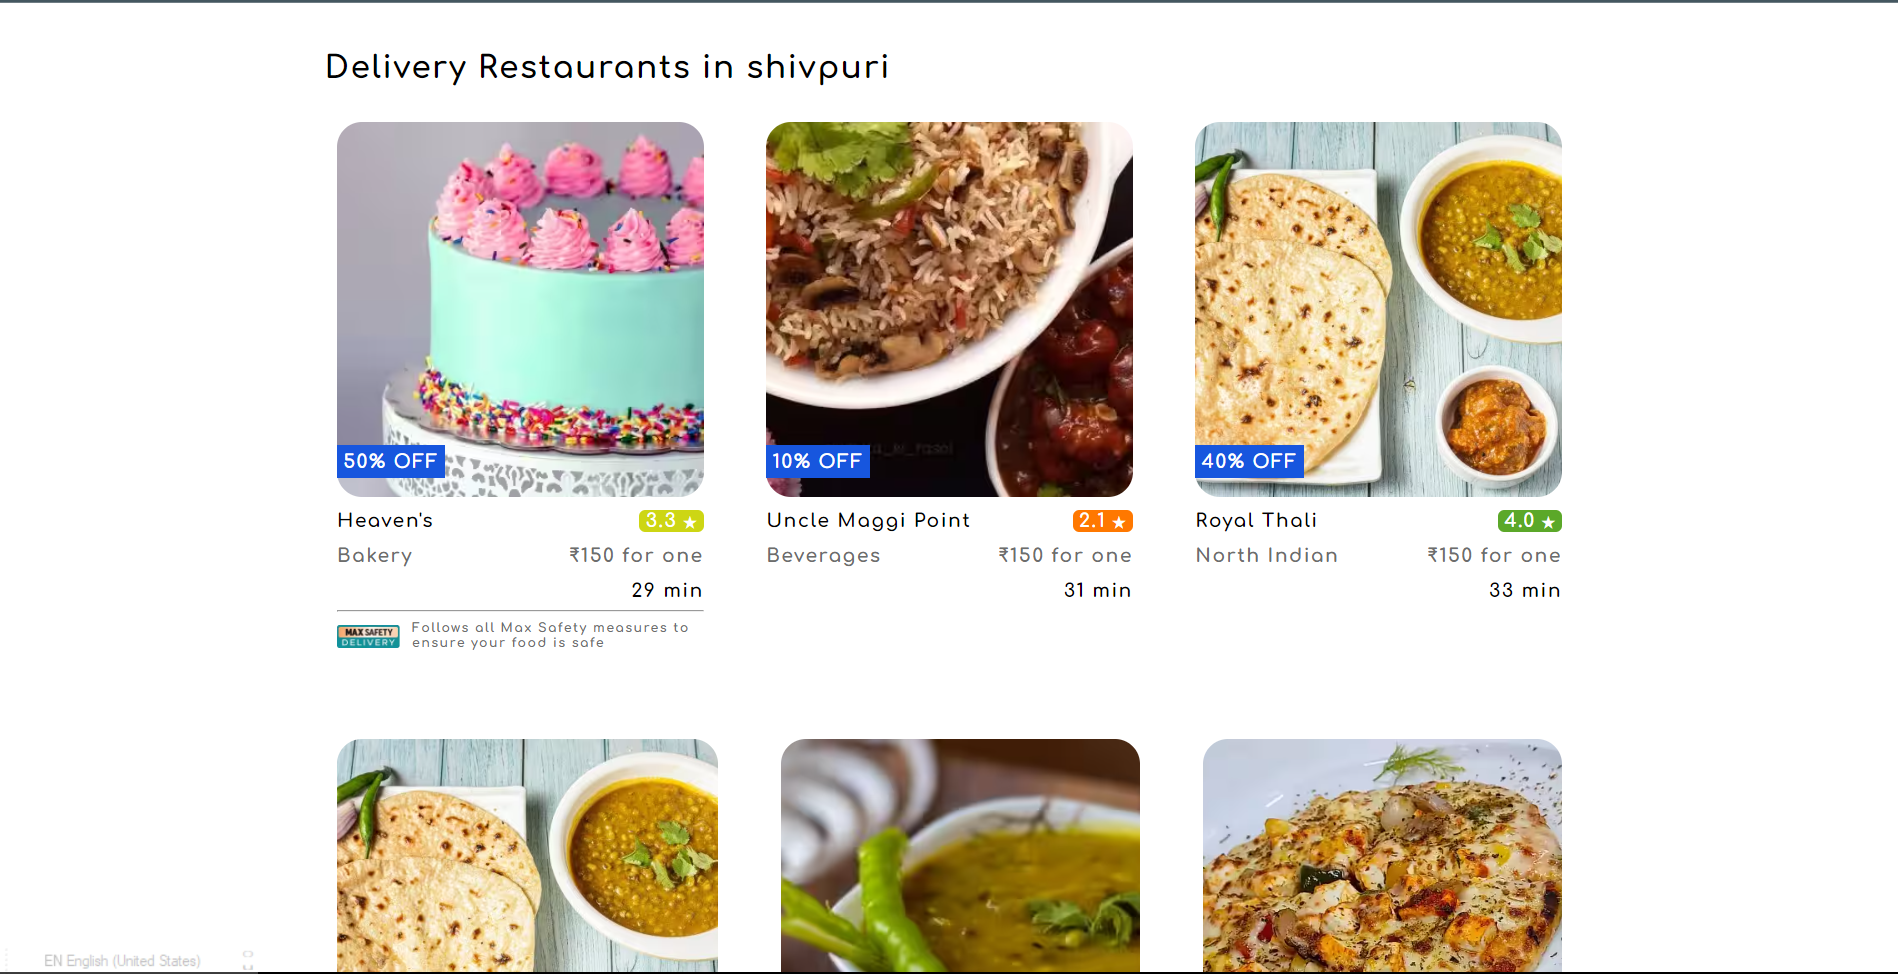 Delivery Restaurants in shivpuri
50% OFF
10% OFF
40% OFF
Heaven's 3.3 ★
Bakery ₹150 for one
29 min
MAX SAFETY
DELIVERY
Follows all Max Safety measures to
ensure your food is safe
Uncle Maggi Point 2.1 ★
Beverages ₹150 for one
31 min
Royal Thali 4.0 ★
North Indian ₹150 for one
33 min
EN English (United States)